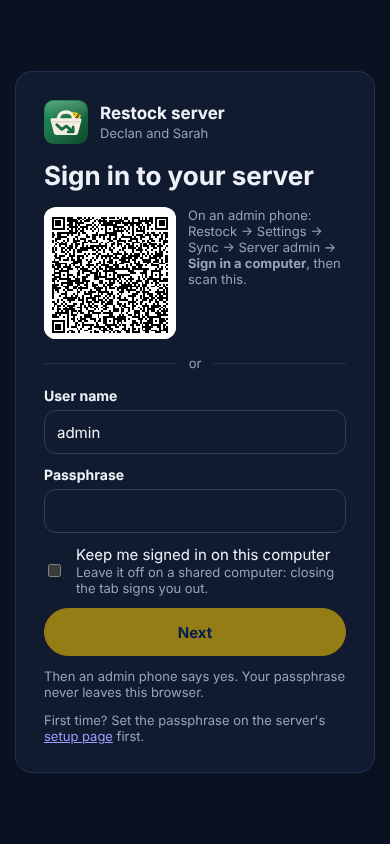 Restock server
Declan and Sarah
Sign in to your server
On an admin phone:
Restock → Settings →
Sync → Server admin →
Sign in a computer, then
scan this.
or
User name
admin
Passphrase
Keep me signed in on this computer
Leave it off on a shared computer: closing
the tab signs you out.
Next
Then an admin phone says yes. Your passphrase
never leaves this browser.
First time? Set the passphrase on the server's
setup page first.